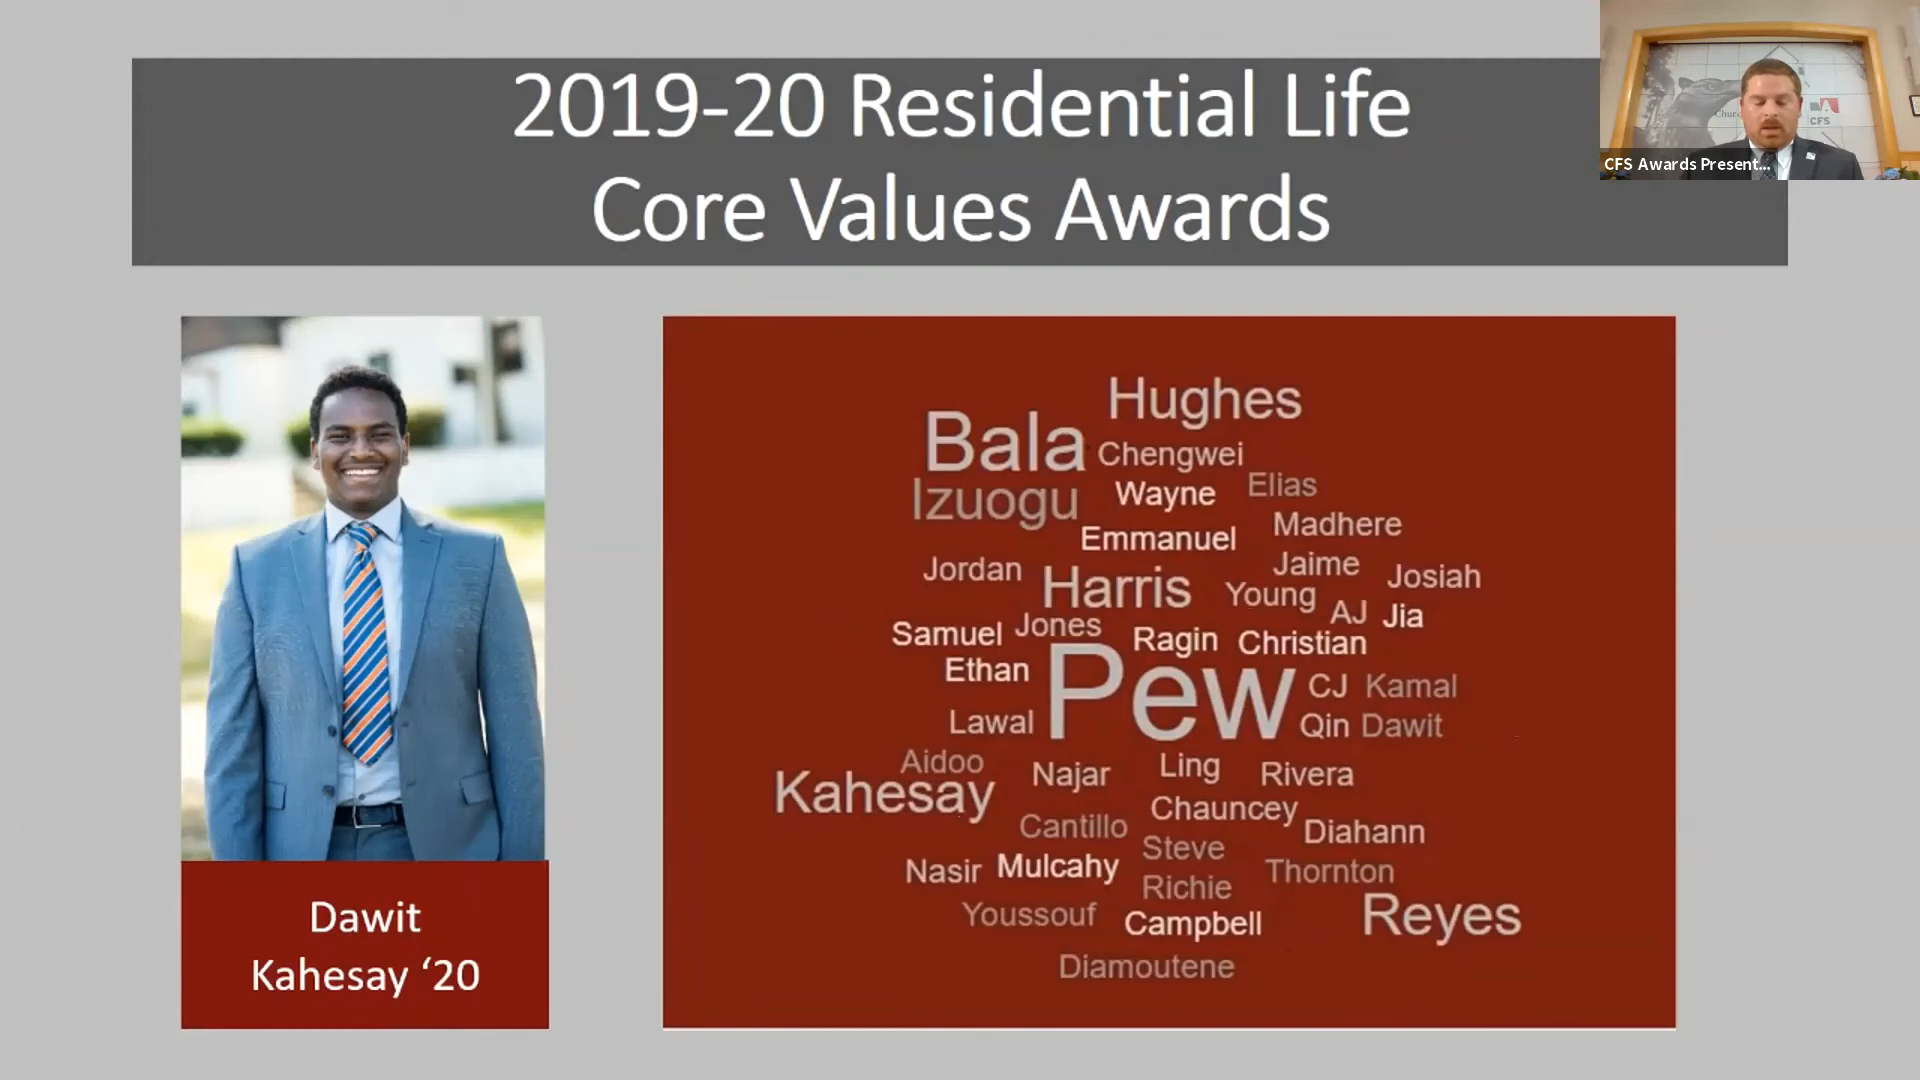 2019-20 Residential Life
Core Values Awards
CFS
CFS Awards Present...
Hughes
Bala Chengwei
Izuogu Wayne Elias
Emmanuel Madhere
Jordan Harris Young Jaime Josiah
Samuel Jones Ragin Christian AJ Jia
Ethan Pew CJ Kamal
Lawal Qin Dawit
Aidoo Najar Ling Rivera
Kahesay Chauncey
Cantillo Steve Diahann
Nasir Mulcahy Richie Thornton
Youssouf Campbell Reyes
Diamoutene
Dawit
Kahesay ‘20